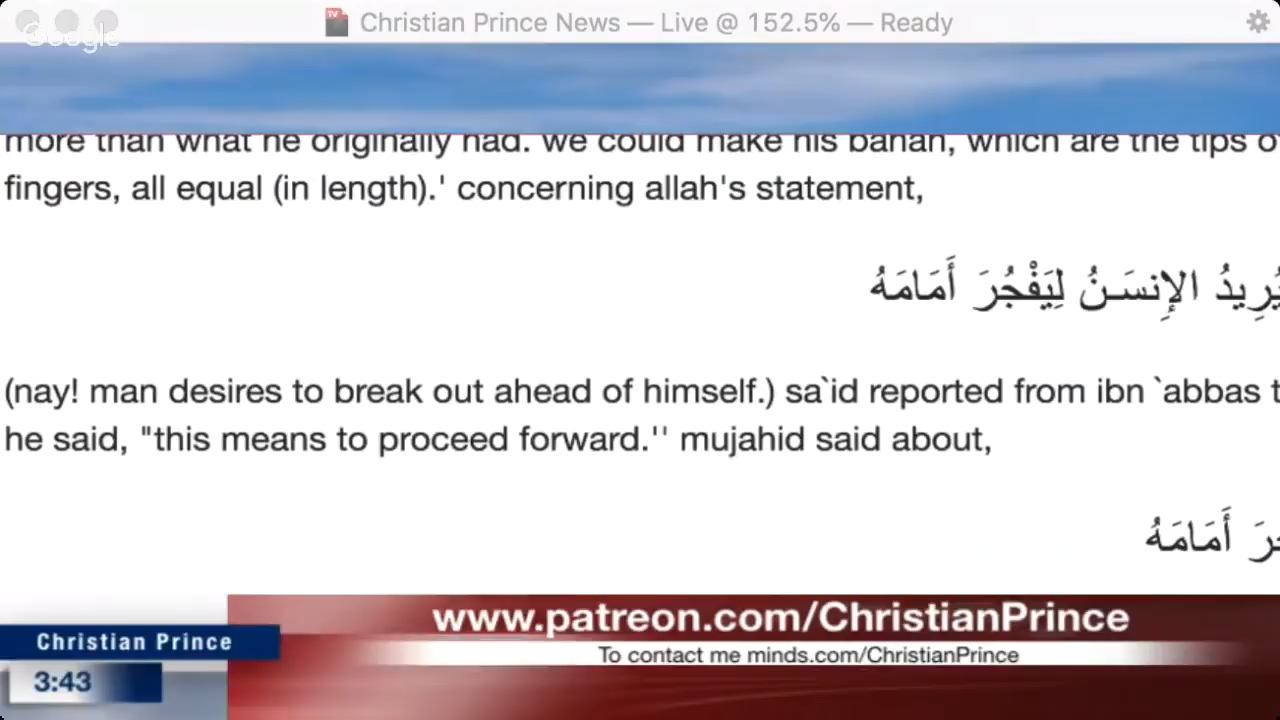 Christian Prince News — Live @ 152.5% — Ready
Google
more than what he originally had. we could make his banan, which are the tips o
fingers, all equal (in length).' concerning allah's statement,
يُرِيدُ الإِنسَـنُ لِيَفْجُرَ أَمَامَهُ
(nay! man desires to break out ahead of himself.) sa`id reported from ibn `abbas t
he said, "this means to proceed forward.'' mujahid said about,
أَمَامَهُ
www.patreon.com/ChristianPrince
To contact me minds.com/ChristianPrince
Christian Prince
3:43